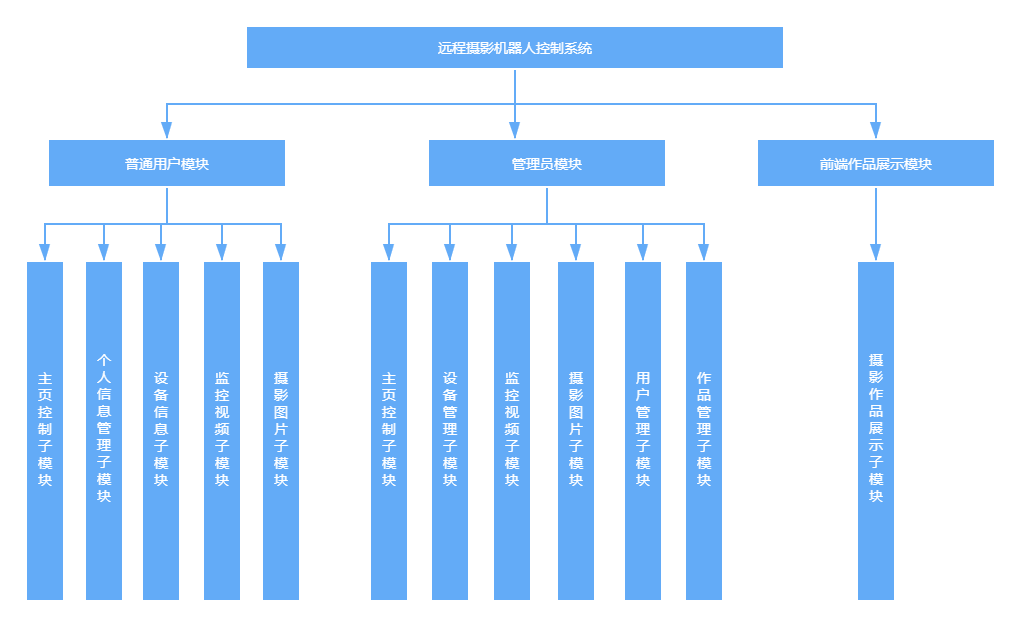 远程摄影机器人控制系统
普通用户模块
管理员模块
前端作品展示模块
主页控制子模块
个人信息管理子模块
设备信息子模块
监控视频子模块
摄影图片子模块
主页控制子模块
设备管理子模块
监控视频子模块
摄影图片子模块
用户管理子模块
作品管理子模块
摄影作品展示子模块